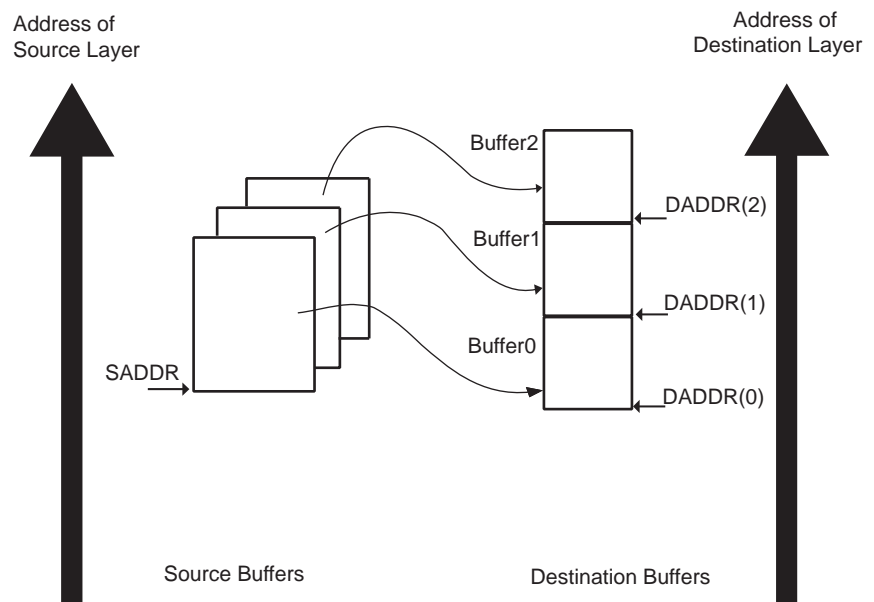 Address of
Source Layer
Address of
Destination Layer
Buffer2
DADDR(2)
Buffer1
DADDR(1)
Buffer0
SADDR
DADDR(0)
Source Buffers
Destination Buffers